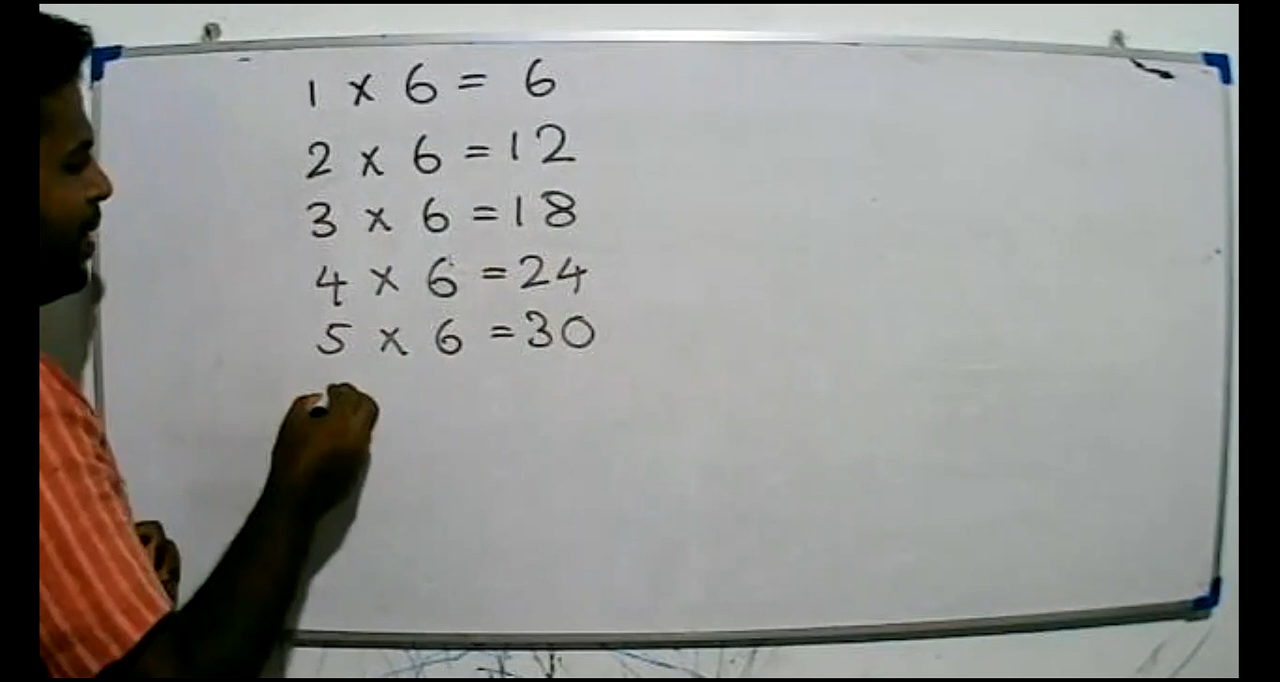 1 x 6 = 6
2 x 6 = 12
3 x 6 = 18
4 x 6 = 24
5 x 6 = 30